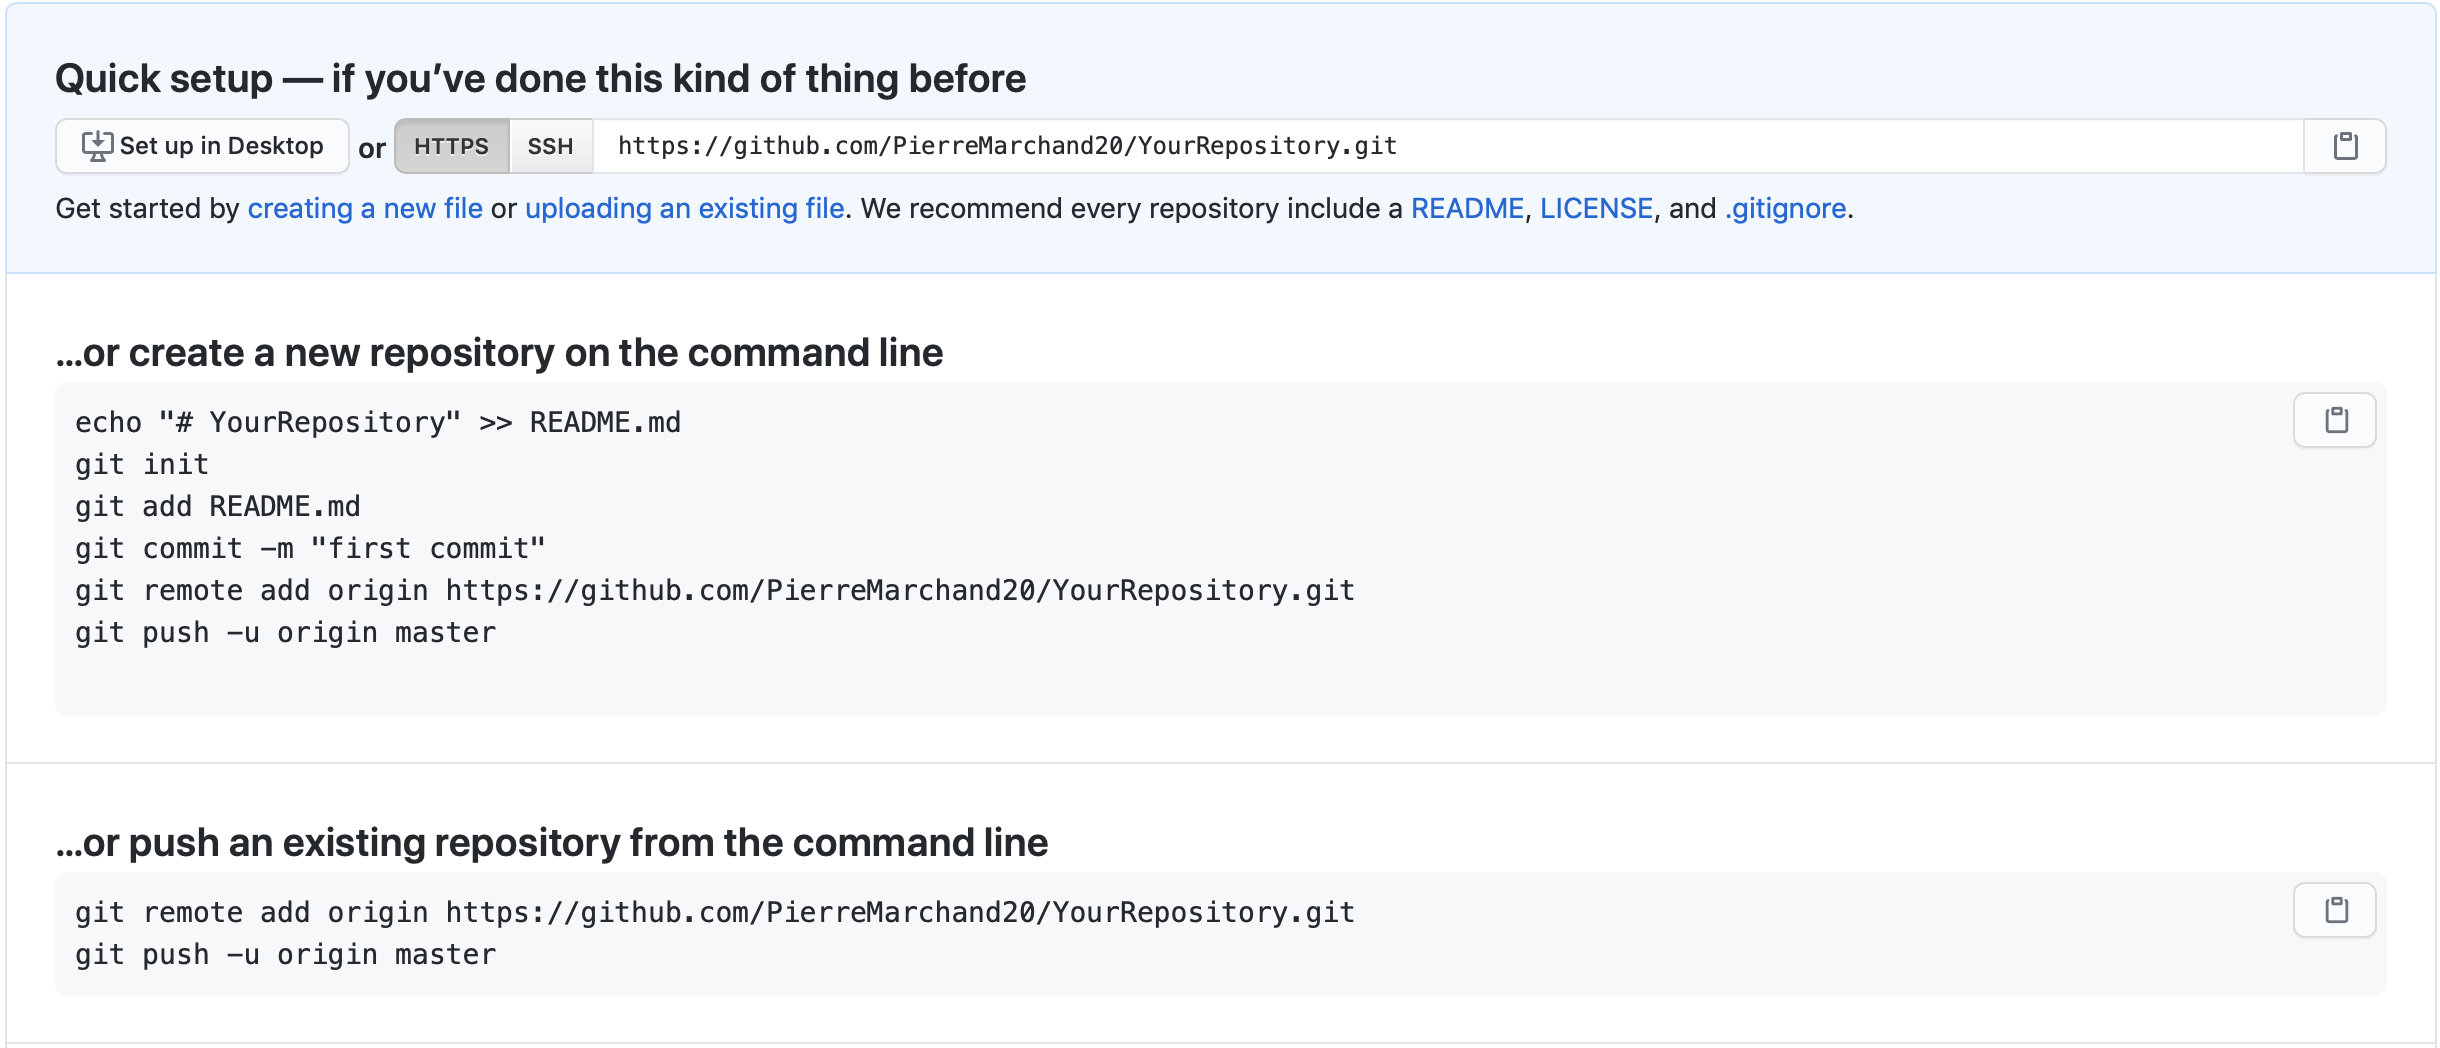 Quick setup — if you’ve done this kind of thing before
Set up in Desktop or HTTPS SSH https://github.com/PierreMarchand20/YourRepository.git
Get started by creating a new file or uploading an existing file. We recommend every repository include a README, LICENSE, and .gitignore.
…or create a new repository on the command line
echo "# YourRepository" >> README.md
git init
git add README.md
git commit -m "first commit"
git remote add origin https://github.com/PierreMarchand20/YourRepository.git
git push -u origin master
…or push an existing repository from the command line
git remote add origin https://github.com/PierreMarchand20/YourRepository.git
git push -u origin master